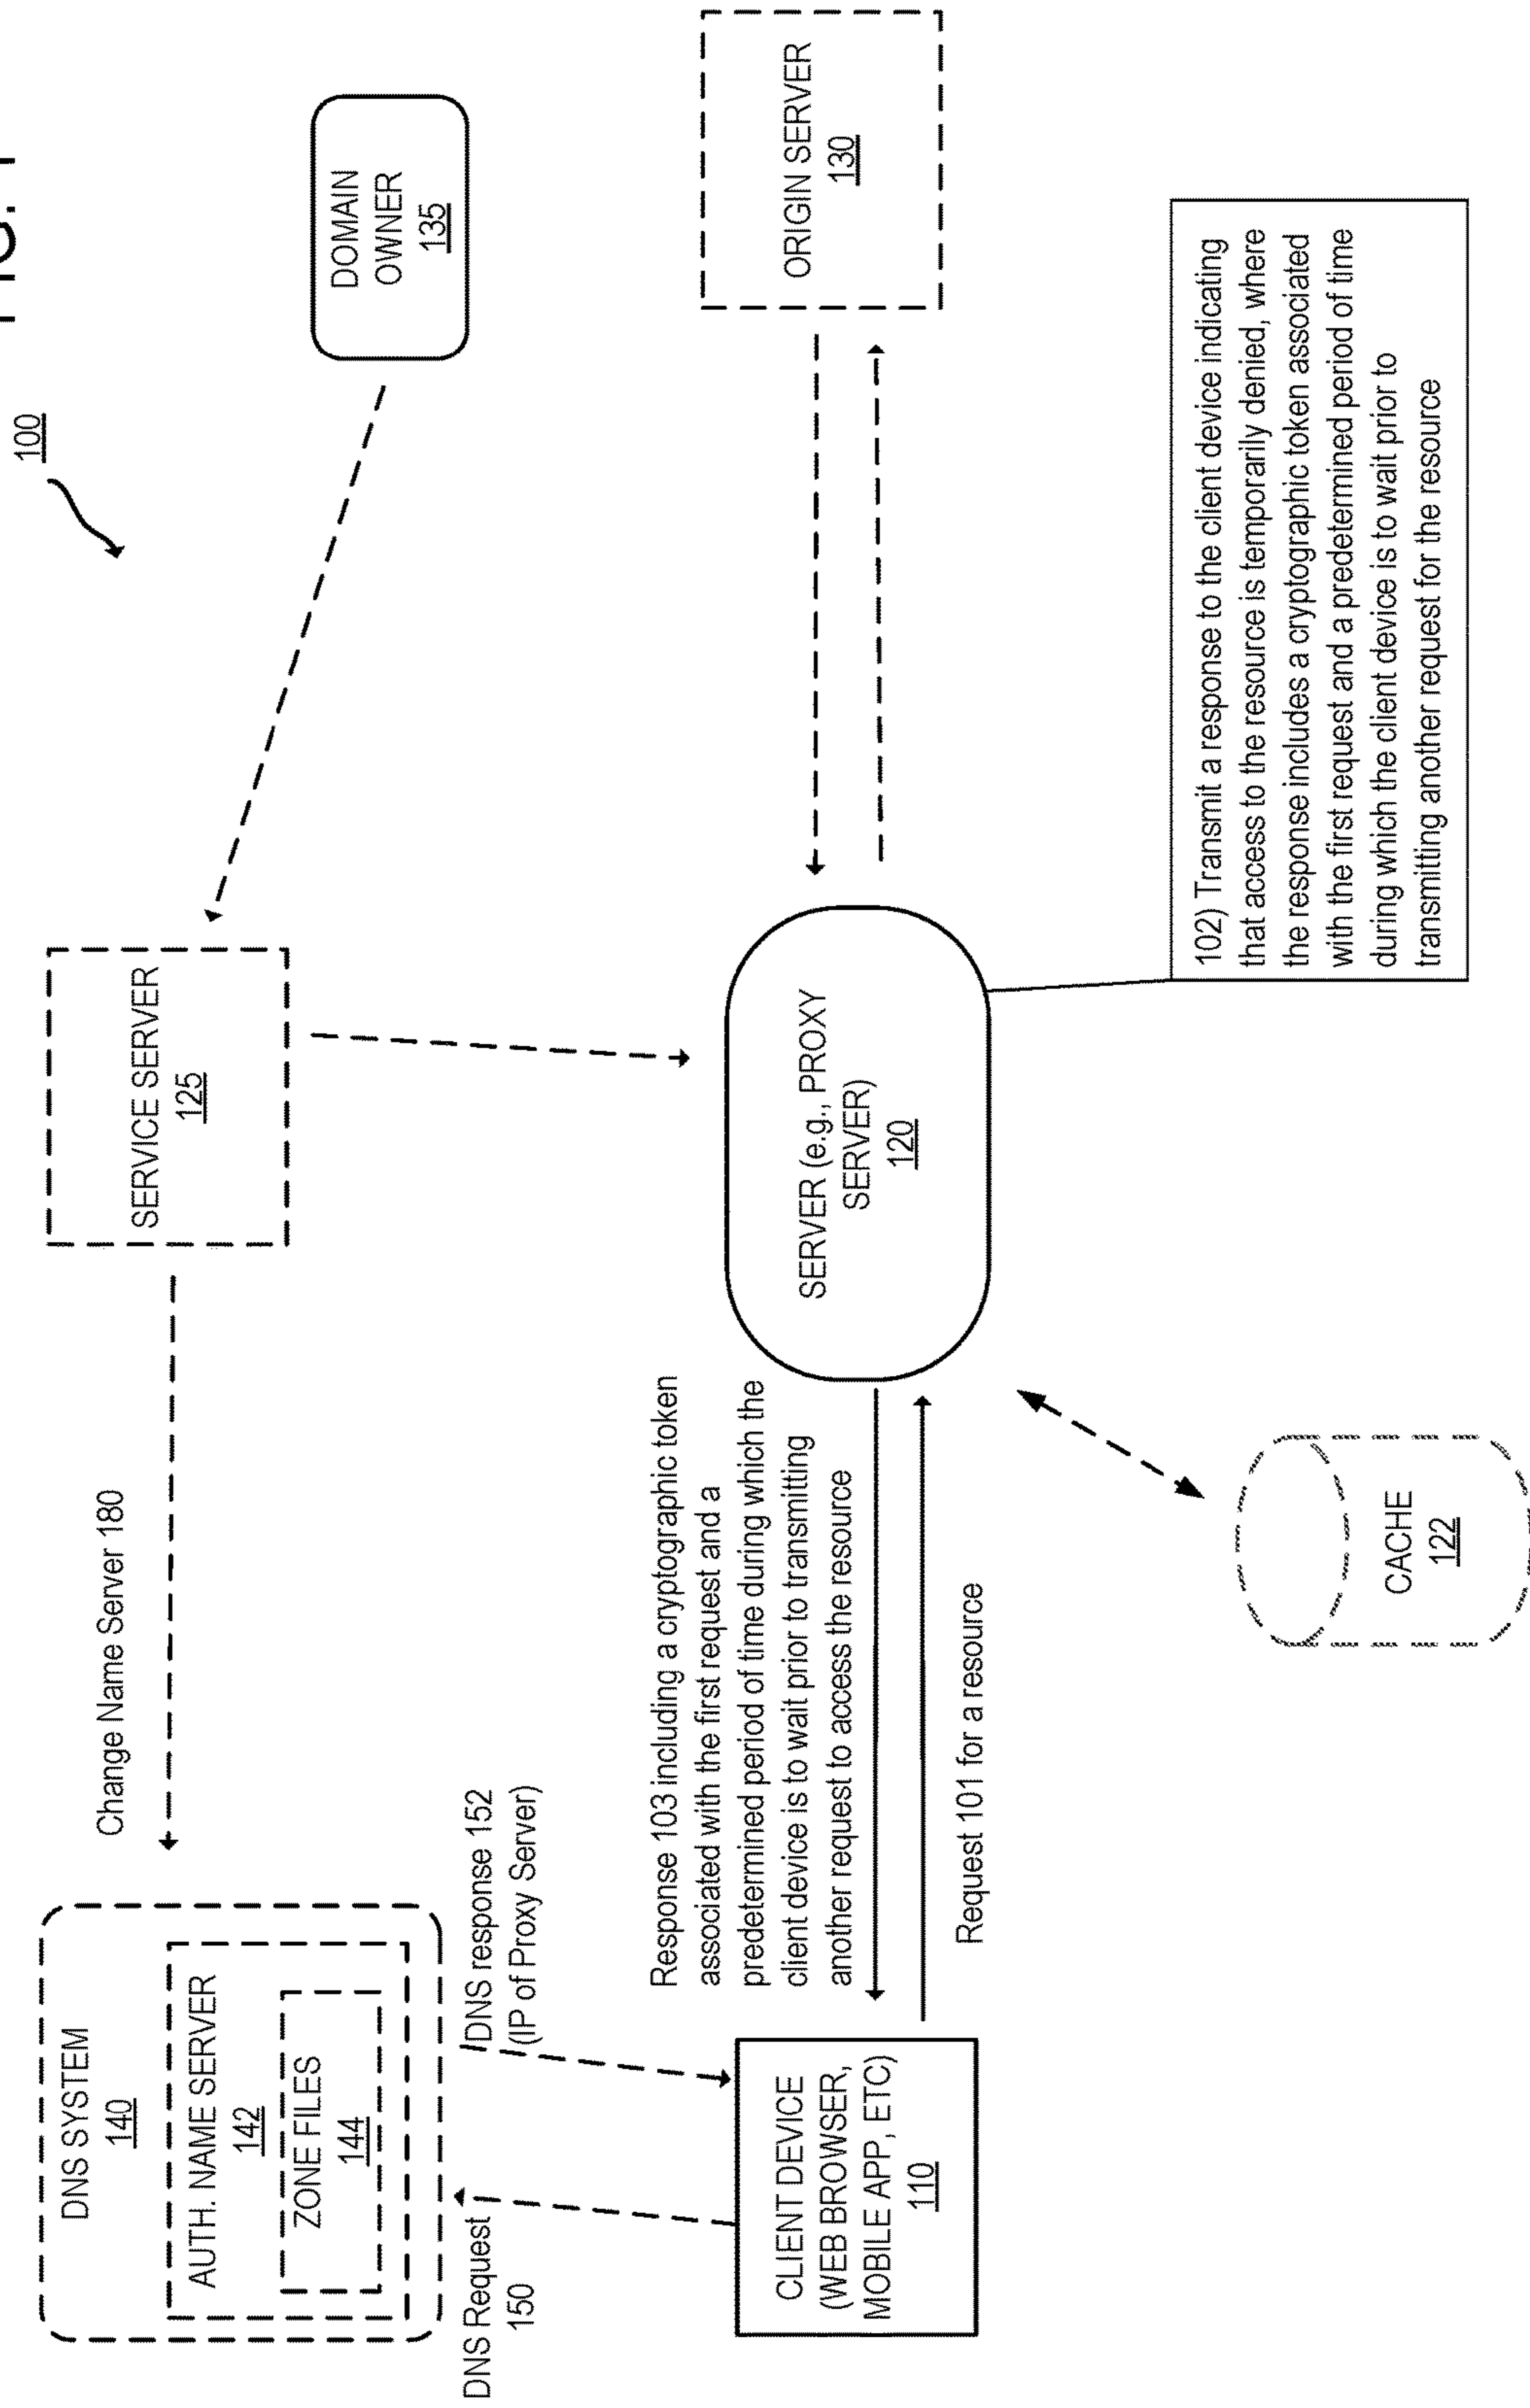 FIG. 1
100
DNS SYSTEM
140
AUTH. NAME SERVER
142
ZONE FILES
144
Change Name Server 180
SERVICE SERVER
125
DOMAIN
OWNER
135
DNS Request
150
DNS response 152
(IP of Proxy Server)
CLIENT DEVICE
(WEB BROWSER,
MOBILE APP, ETC)
110
Response 103 including a cryptographic token
associated with the first request and a
predetermined period of time during which the
client device is to wait prior to transmitting
another request to access the resource
Request 101 for a resource
SERVER (e.g., PROXY
SERVER)
120
ORIGIN SERVER
130
CACHE
122
102) Transmit a response to the client device indicating
that access to the resource is temporarily denied, where
the response includes a cryptographic token associated
with the first request and a predetermined period of time
during which the client device is to wait prior to
transmitting another request for the resource